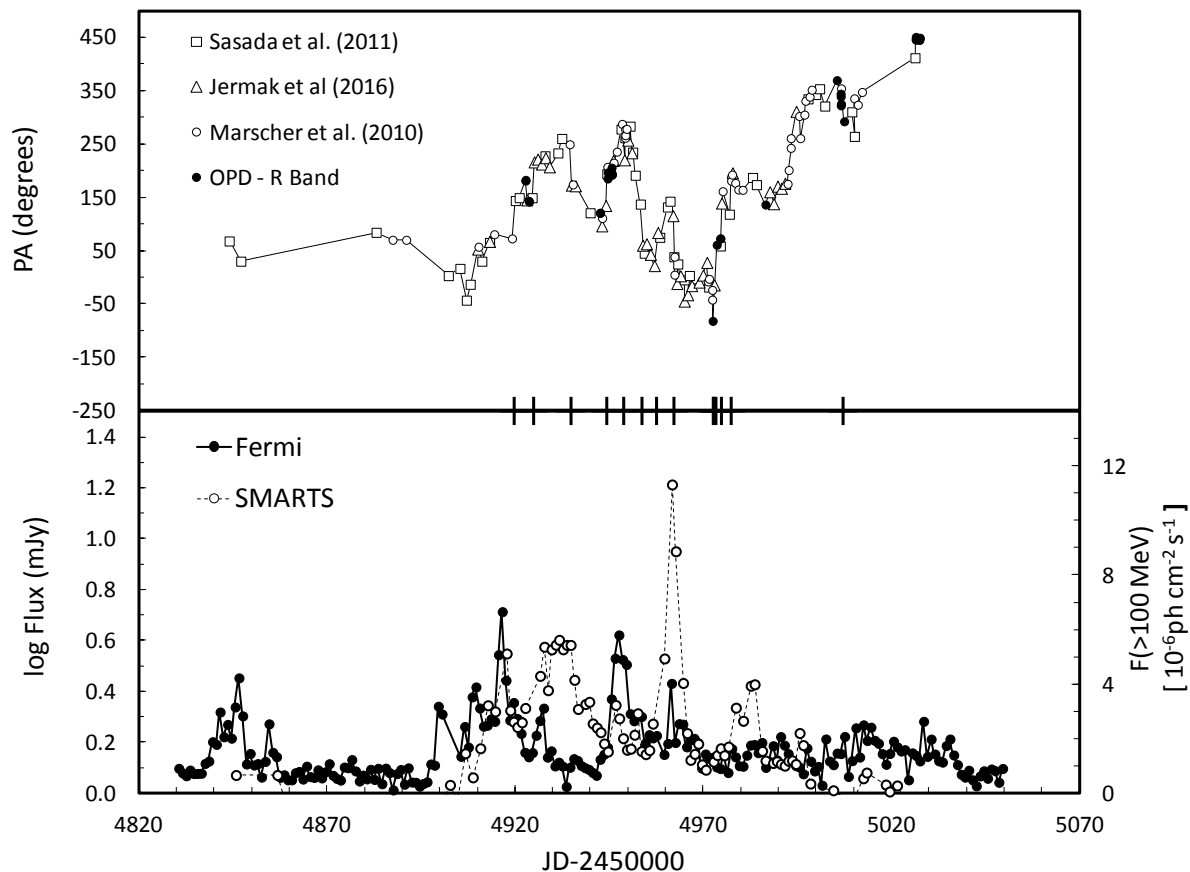 450
350
250
150
50
-50
-150
-250
PA (degrees)
Sasada et al. (2011)
Jermak et al (2016)
Marscher et al. (2010)
OPD - R Band
1.4
1.2
1.0
0.8
0.6
0.4
0.2
0.0
log Flux (mJy)
Fermi
SMARTS
12
8
4
0
F(>100 MeV)
[ 10-6ph cm-2 s-1 ]
4820
4870
4920
4970
5020
5070
JD-2450000